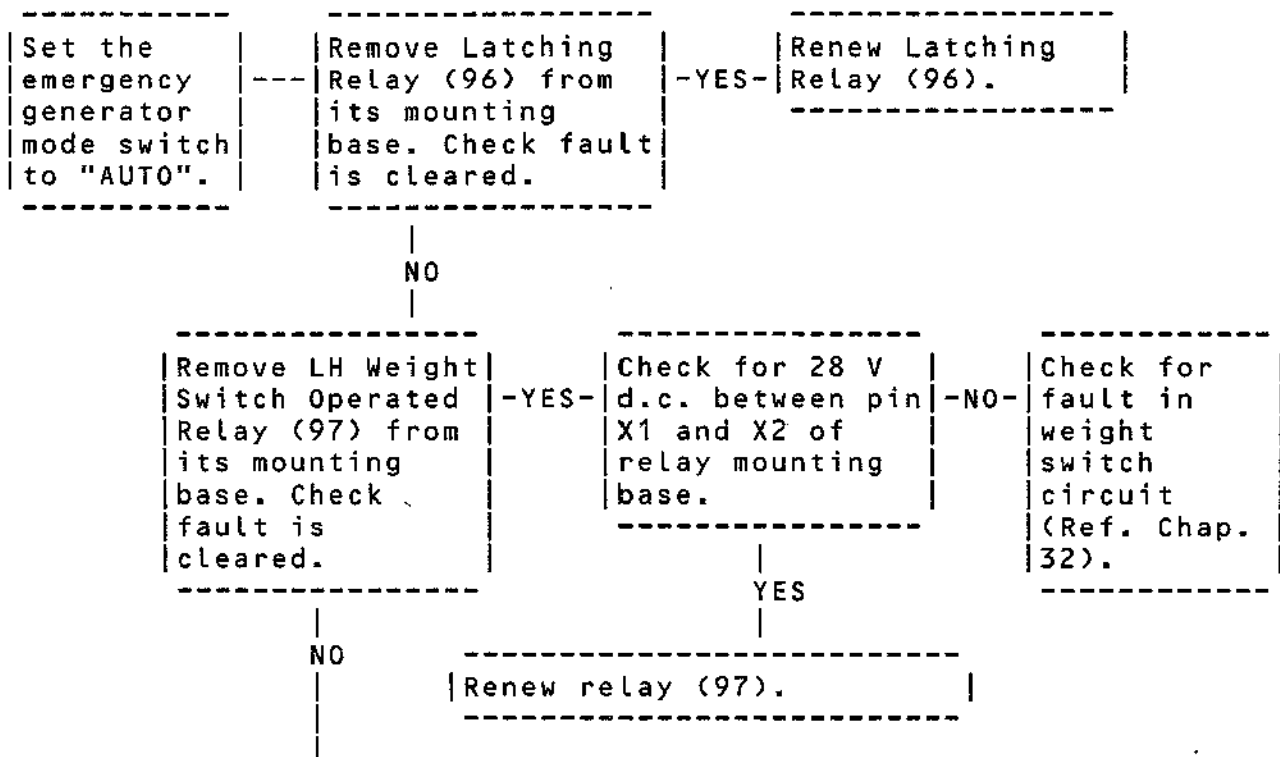 Set the
emergency
generator
mode switch
to "AUTO".
Remove Latching
Relay (96) from
its mounting
base. Check fault
is cleared.
-YES-
Renew Latching
Relay (96).
NO
Remove LH Weight
Switch Operated
Relay (97) from
its mounting
base. Check
fault is
cleared.
-YES-
Check for 28 V
d.c. between pin
X1 and X2 of
relay mounting
base.
-NO-
Check for
fault in
weight
switch
circuit
(Ref. Chap.
32).
YES
NO
Renew relay (97).